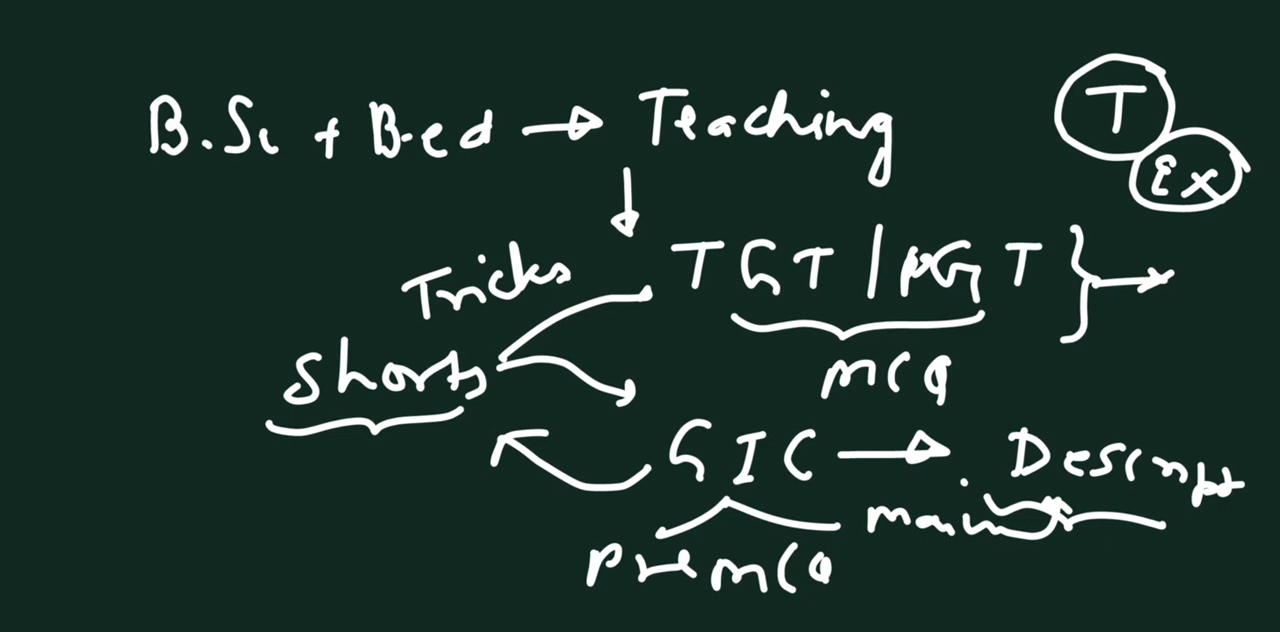 B.Sc + B.ed → Teaching
T
Ex
Tricks
TGT | PGT
Shorts
MCQ
GIC → Descript
main
Pre MCQ